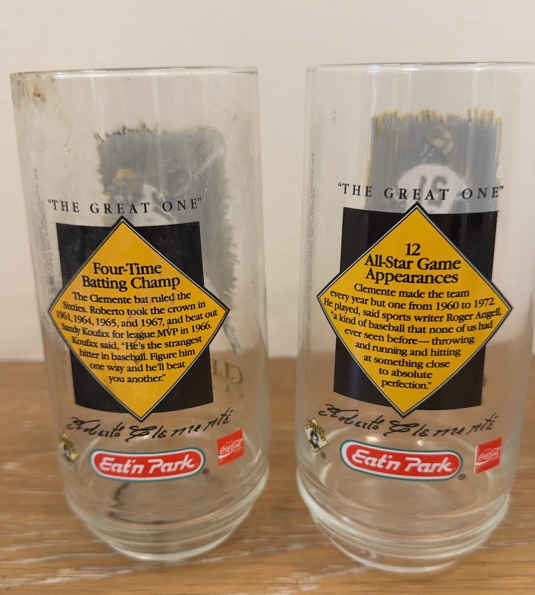 "THE GREAT ONE"
Four-Time
Batting Champ
The Clemente bat ruled the
Sixties. Roberto took the crown in
1961, 1964, 1965, and 1967, and beat out
Sandy Koufax for league MVP in 1966.
Koufax said, "He's the strangest
hitter in baseball. Figure him
one way and he'll beat
you another."
Roberto Clemente
Eat'n Park
Coca-Cola
"THE GREAT ONE"
12
All-Star Game
Appearances
Clemente made the team
every year but one from 1960 to 1972.
He played, said sports writer Roger Angell,
"a kind of baseball that none of us had
ever seen before— throwing
and running and hitting
at something close
to absolute
perfection."
Roberto Clemente
Eat'n Park
Coca-Cola